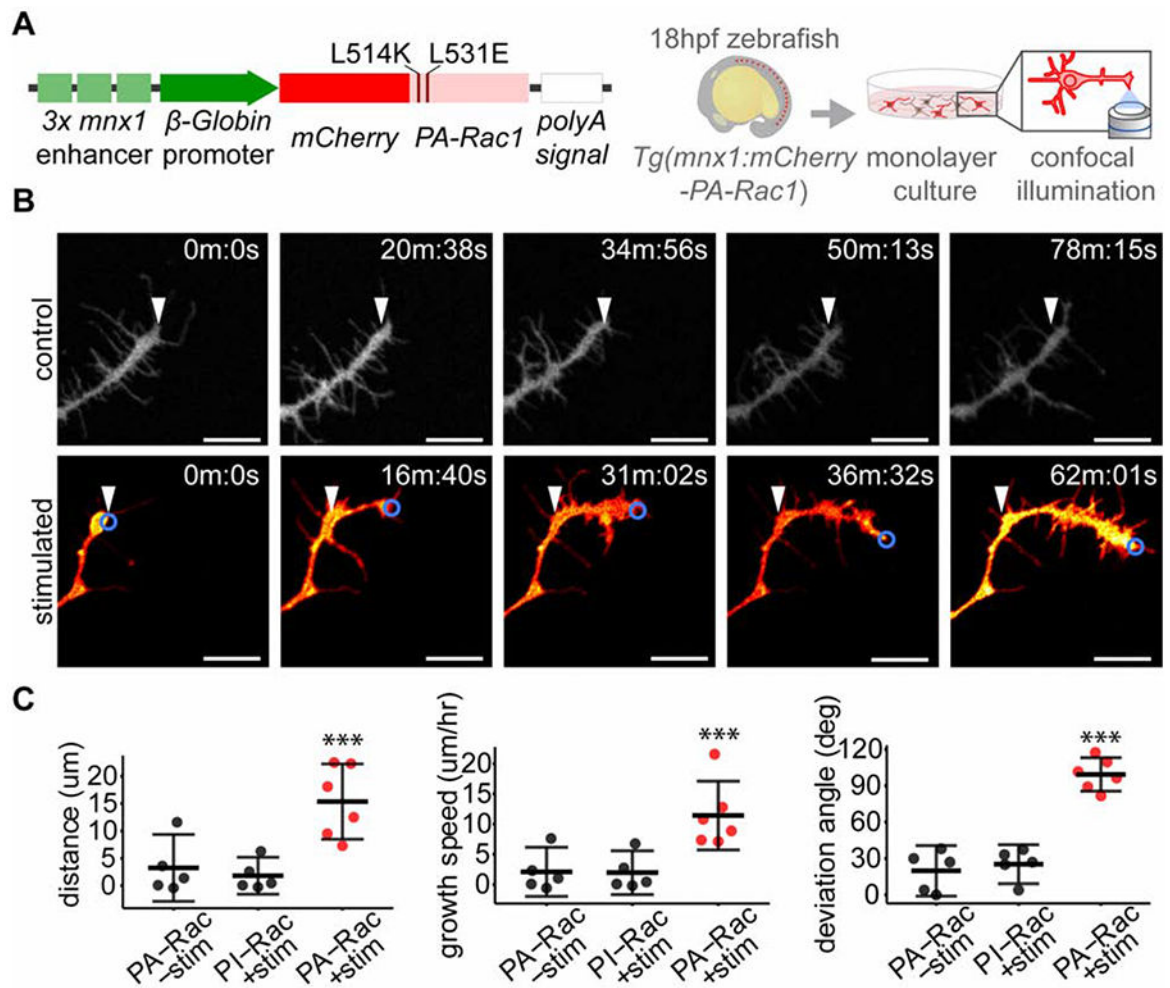 A
L514K L531E
3x mnx1 enhancer
β-Globin promoter
mCherry
PA-Rac1
polyA signal
18hpf zebrafish
Tg(mnx1:mCherry
-PA-Rac1)
monolayer culture
confocal illumination
B
control
0m:0s
20m:38s
34m:56s
50m:13s
78m:15s
stimulated
0m:0s
16m:40s
31m:02s
36m:32s
62m:01s
C
distance (um)
20
15
10
5
0
***
PA–Rac
–stim
PI–Rac
+stim
PA–Rac
+stim
growth speed (um/hr)
20
15
10
5
0
***
PA–Rac
–stim
PI–Rac
+stim
PA–Rac
+stim
deviation angle (deg)
120
90
30
0
***
PA–Rac
–stim
PI–Rac
+stim
PA–Rac
+stim